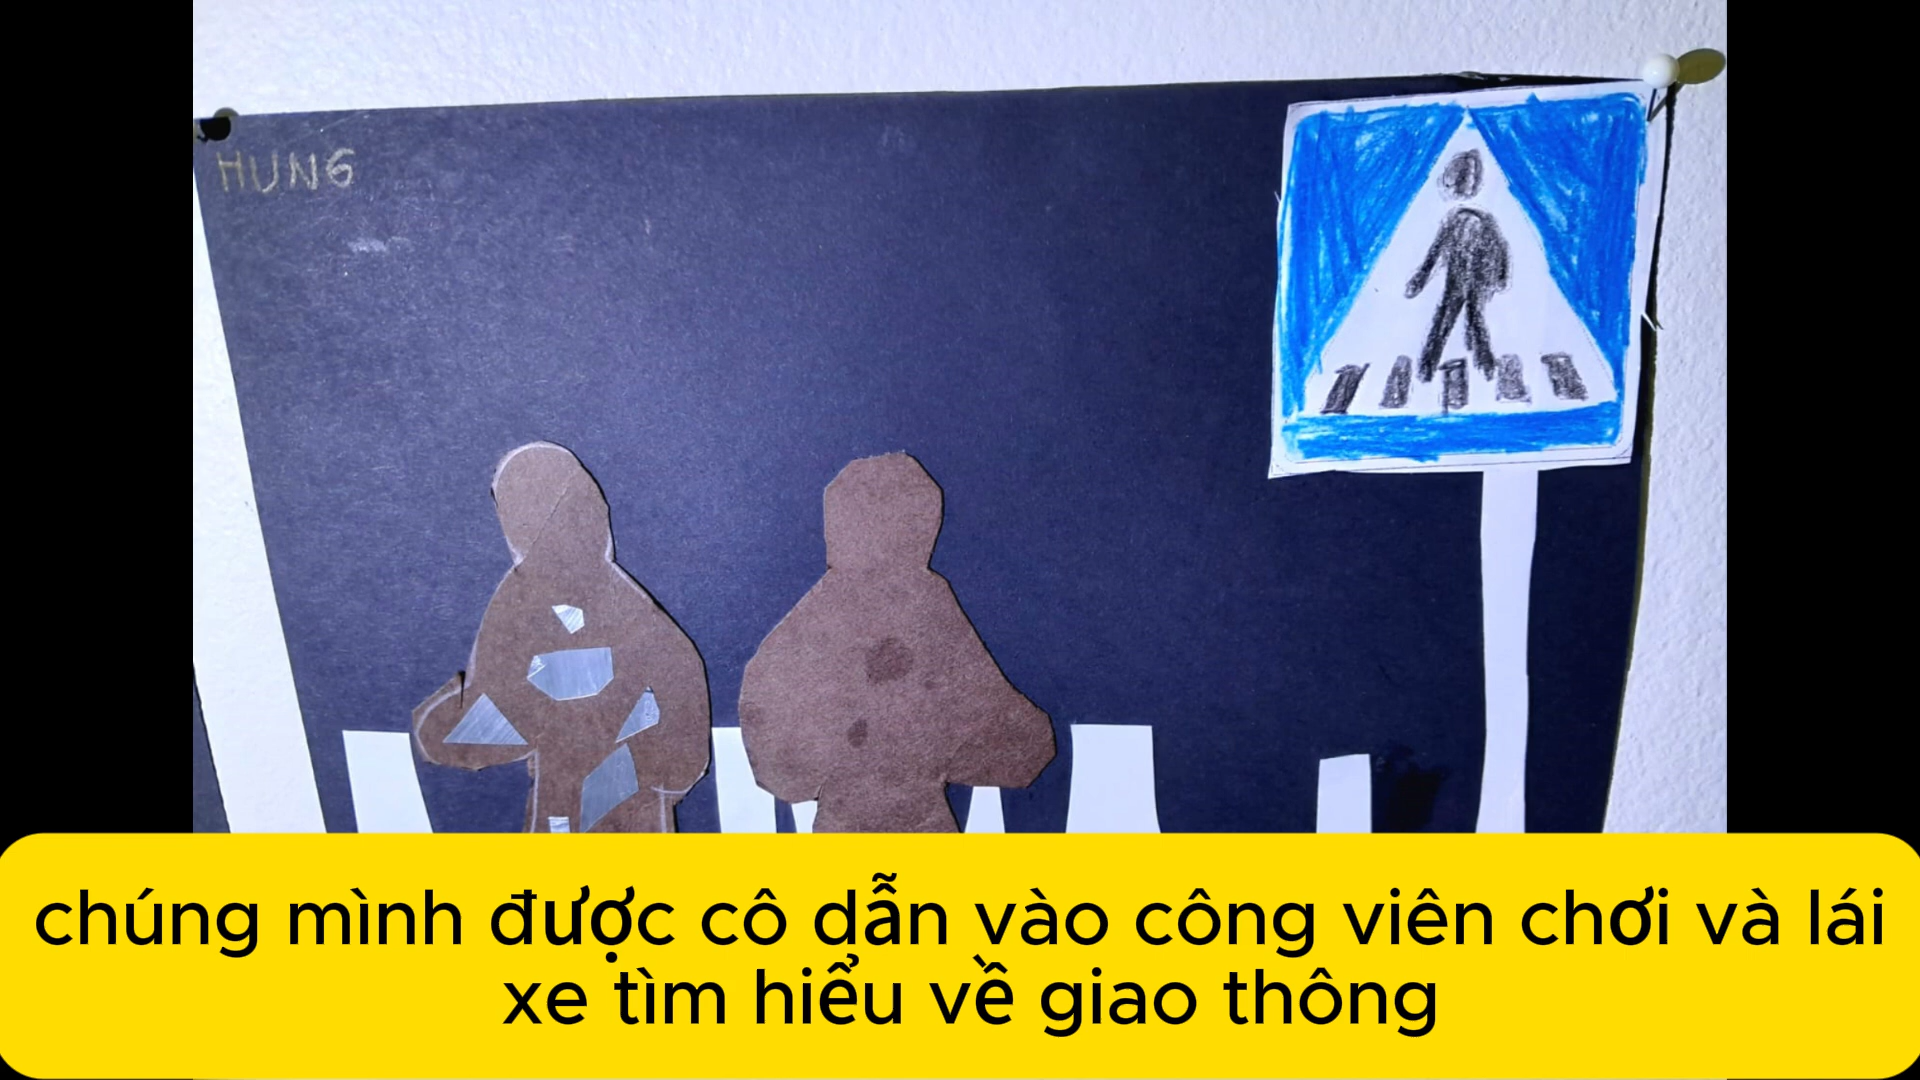 HUNG
chúng mình được cô dẫn vào công viên chơi và lái
xe tìm hiểu về giao thông